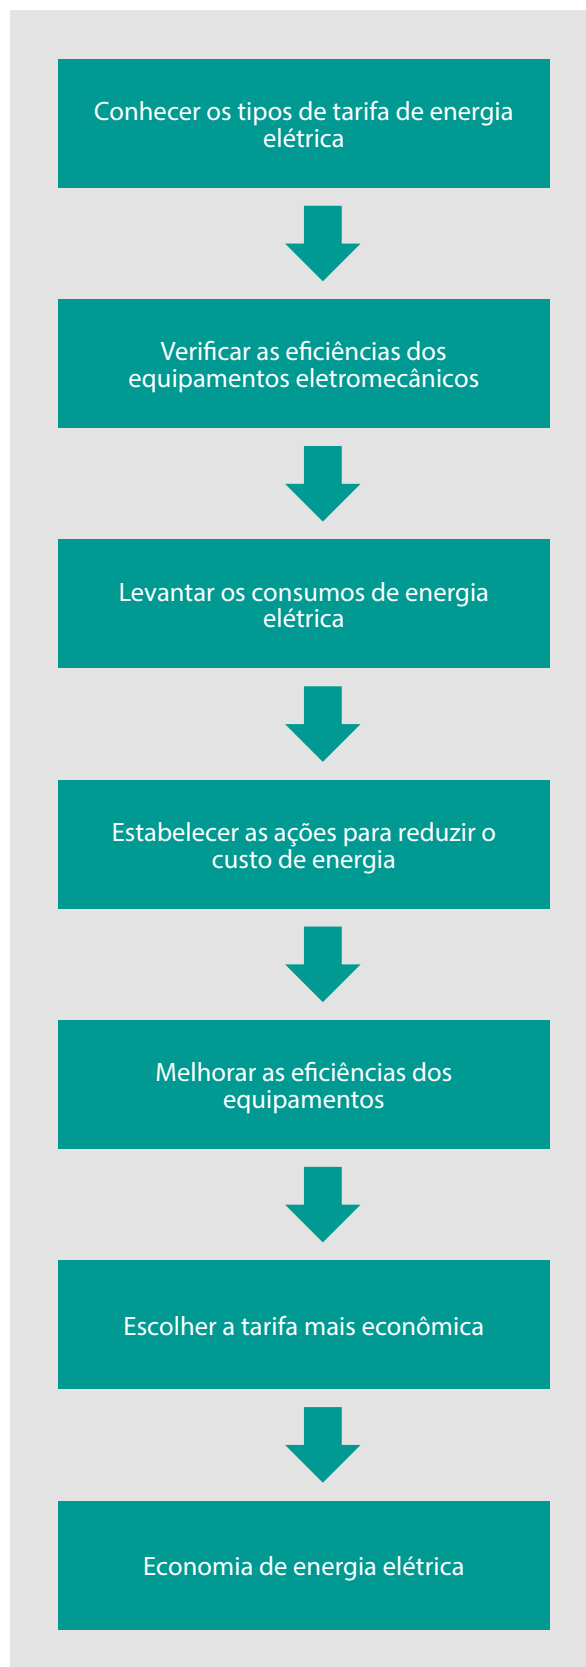 Conhecer os tipos de tarifa de energia
elétrica
Verificar as eficiências dos
equipamentos eletromecânicos
Levantar os consumos de energia
elétrica
Estabelecer as ações para reduzir o
custo de energia
Melhorar as eficiências dos
equipamentos
Escolher a tarifa mais econômica
Economia de energia elétrica